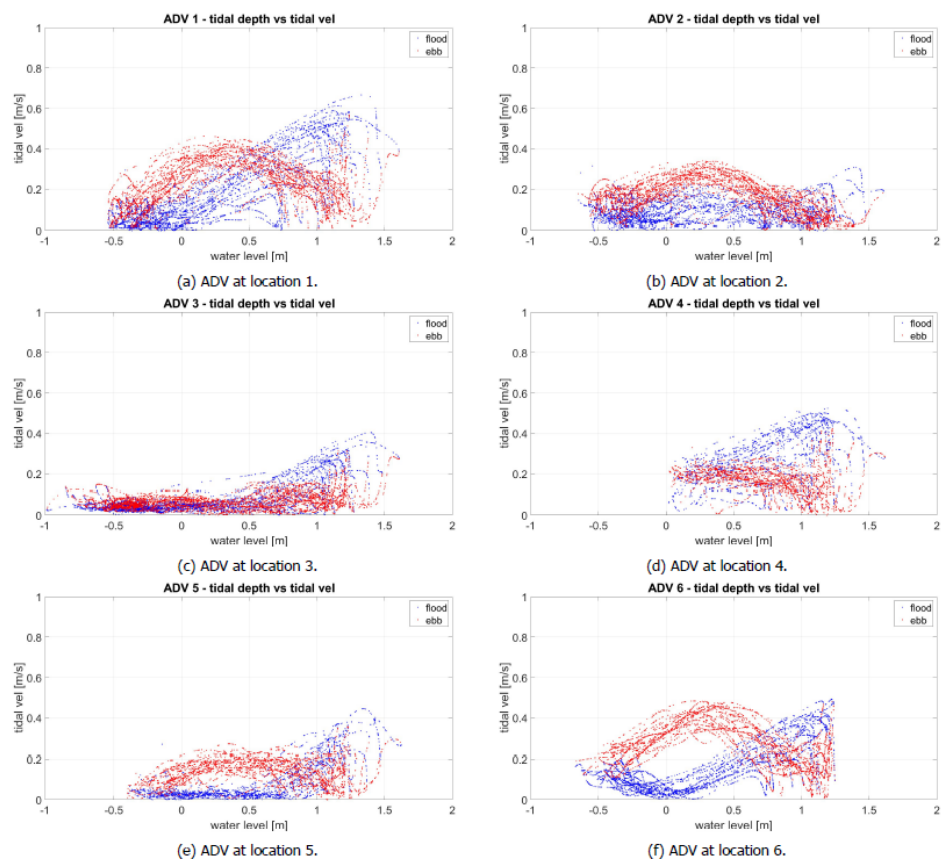 ADV 1 - tidal depth vs tidal vel
1
0.8
0.6
0.4
0.2
0
tidal vel [m/s]
flood
ebb
-1 -0.5 0 0.5 1 1.5 2
water level [m]
(a) ADV at location 1.
ADV 2 - tidal depth vs tidal vel
1
0.8
0.6
0.4
0.2
0
tidal vel [m/s]
flood
ebb
-1 -0.5 0 0.5 1 1.5 2
water level [m]
(b) ADV at location 2.
ADV 3 - tidal depth vs tidal vel
1
0.8
0.6
0.4
0.2
0
tidal vel [m/s]
flood
ebb
-1 -0.5 0 0.5 1 1.5 2
water level [m]
(c) ADV at location 3.
ADV 4 - tidal depth vs tidal vel
1
0.8
0.6
0.4
0.2
0
tidal vel [m/s]
flood
ebb
-1 -0.5 0 0.5 1 1.5 2
water level [m]
(d) ADV at location 4.
ADV 5 - tidal depth vs tidal vel
1
0.8
0.6
0.4
0.2
0
tidal vel [m/s]
flood
ebb
-1 -0.5 0 0.5 1 1.5 2
water level [m]
(e) ADV at location 5.
ADV 6 - tidal depth vs tidal vel
1
0.8
0.6
0.4
0.2
0
tidal vel [m/s]
flood
ebb
-1 -0.5 0 0.5 1 1.5 2
water level [m]
(f) ADV at location 6.